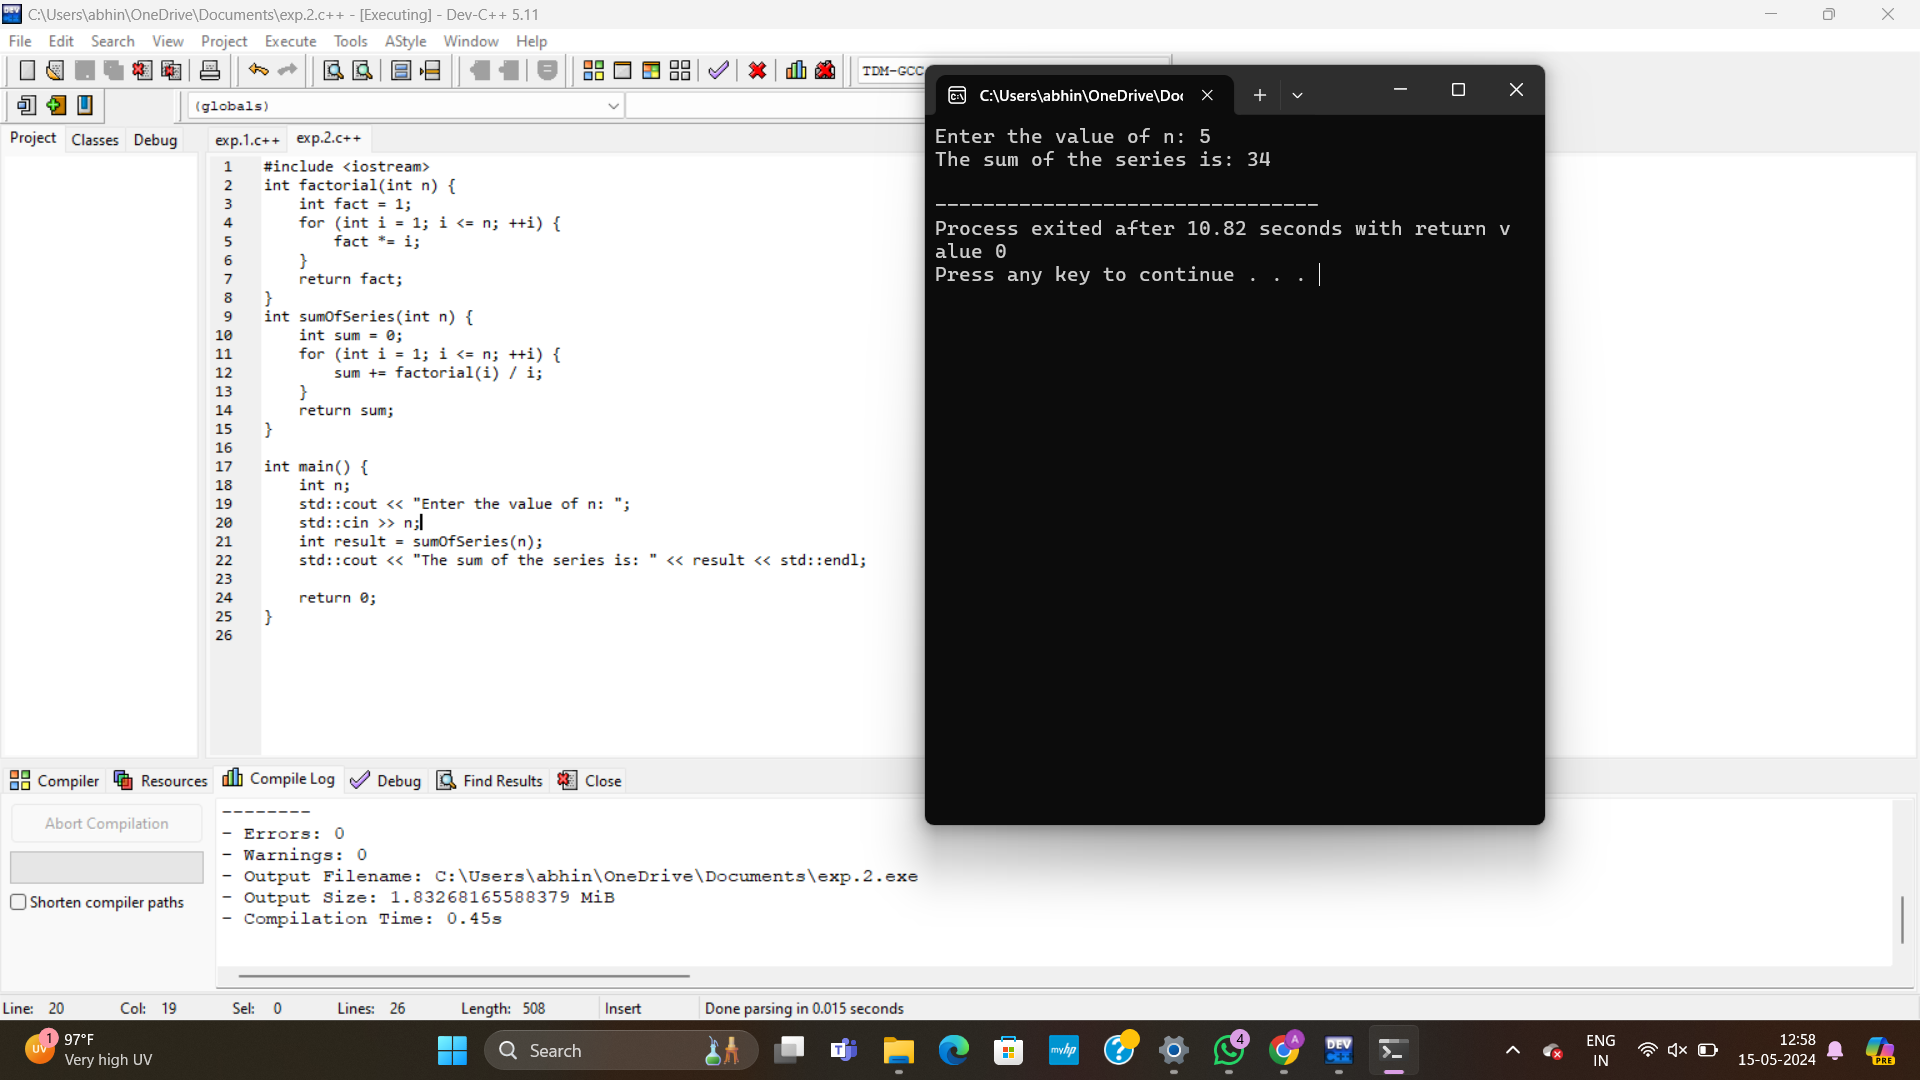 C:\Users\abhin\OneDrive\Documents\exp.2.c++ - [Executing] - Dev-C++ 5.11
File Edit Search View Project Execute Tools AStyle Window Help
TDM-GCC
(globals)
Project Classes Debug exp.1.c++ exp.2.c++
1 #include <iostream>
2 int factorial(int n) {
3 int fact = 1;
4 for (int i = 1; i <= n; ++i) {
5 fact *= i;
6 }
7 return fact;
8 }
9 int sumOfSeries(int n) {
10 int sum = 0;
11 for (int i = 1; i <= n; ++i) {
12 sum += factorial(i) / i;
13 }
14 return sum;
15 }
16
17 int main() {
18 int n;
19 std::cout << "Enter the value of n: ";
20 std::cin >> n;
21 int result = sumOfSeries(n);
22 std::cout << "The sum of the series is: " << result << std::endl;
23
24 return 0;
25 }
26
C:\Users\abhin\OneDrive\Doc
Enter the value of n: 5
The sum of the series is: 34
--------------------------------
Process exited after 10.82 seconds with return v
alue 0
Press any key to continue . . .
Compiler Resources Compile Log Debug Find Results Close
Abort Compilation
Shorten compiler paths
--------
- Errors: 0
- Warnings: 0
- Output Filename: C:\Users\abhin\OneDrive\Documents\exp.2.exe
- Output Size: 1.83268165588379 MiB
- Compilation Time: 0.45s
Line: 20 Col: 19 Sel: 0 Lines: 26 Length: 508 Insert Done parsing in 0.015 seconds
UV 1 97°F
Very high UV
Search
myhp
4
A
DEV
ENG
IN
12:58
15-05-2024
PRE